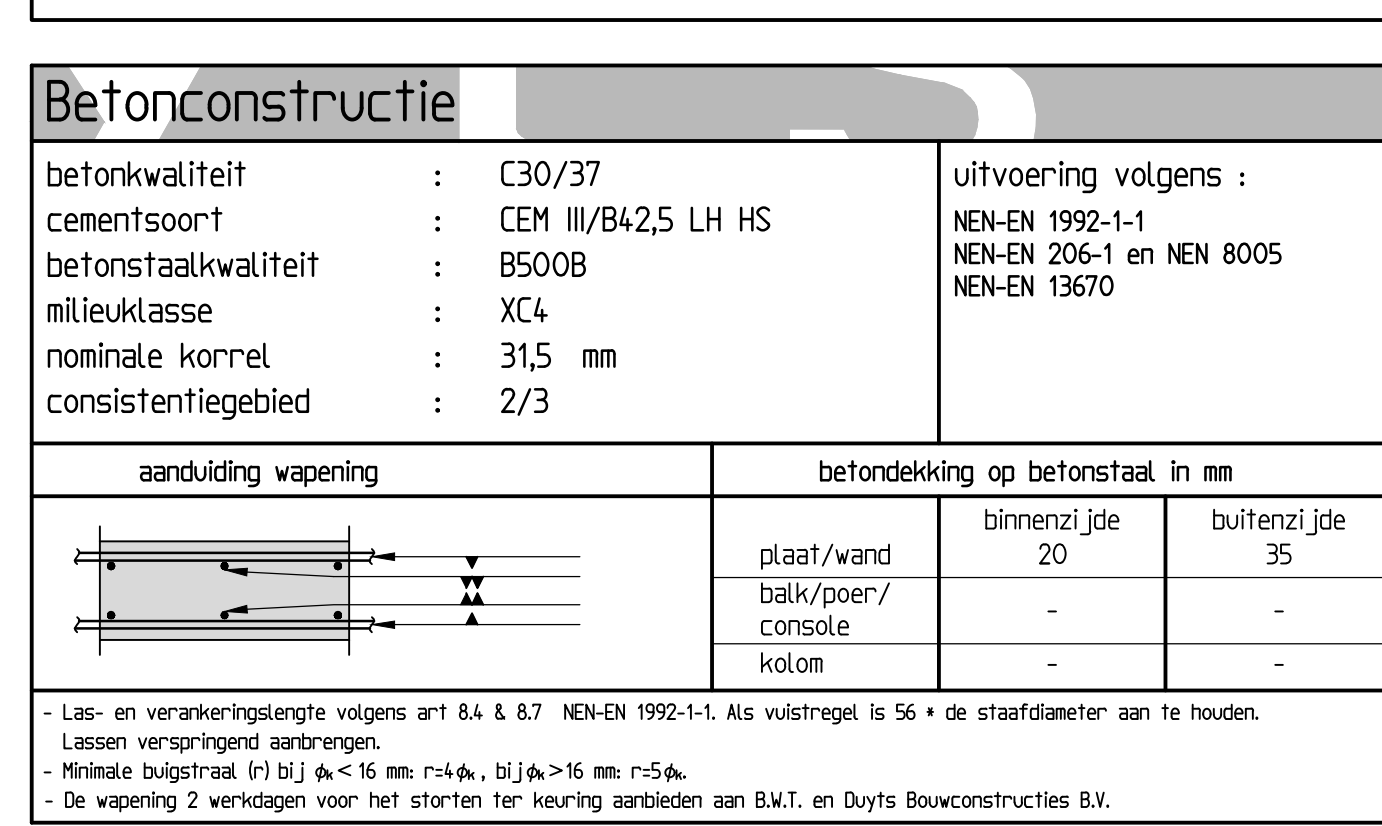 Betonconstructie
betonkwaliteit : C30/37
cementsoort : CEM III/B42,5 LH HS
betonstaalkwaliteit : B500B
milieuklasse : XC4
nominale korrel : 31,5 mm
consistentiegebied : 2/3
uitvoering volgens :
NEN-EN 1992-1-1
NEN-EN 206-1 en NEN 8005
NEN-EN 13670
aanduiding wapening
betondekking op betonstaal in mm
binnenzijde buitenzijde
plaat/wand 20 35
balk/poer/
console - -
kolom - -
- Las- en verankeringslengte volgens art 8.4 & 8.7 NEN-EN 1992-1-1. Als vuistregel is 56 * de staafdiameter aan te houden.
Lassen verspringend aanbrengen.
- Minimale buigstraal (r) bij ϕk < 16 mm: r=4ϕk, bij ϕk >16 mm: r=5ϕk.
- De wapening 2 werkdagen voor het storten ter keuring aanbieden aan B.W.T. en Duyts Bouwconstructies B.V.